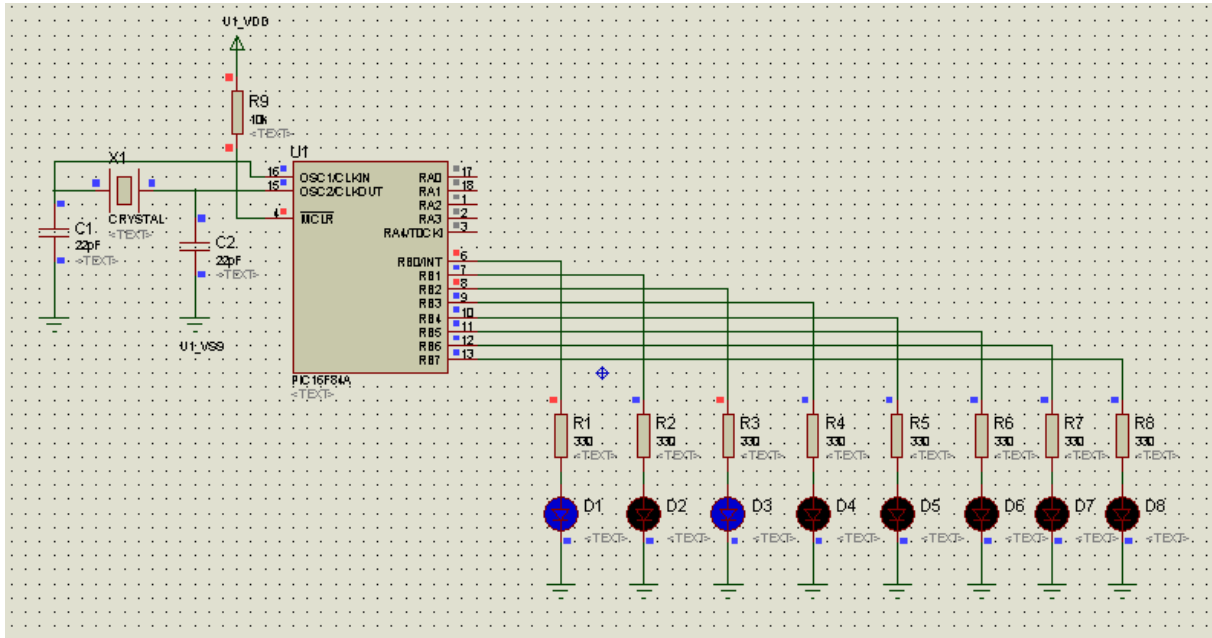 U1_VDD
R9
10k
<TEXT>
U1
X1
CRYSTAL
<TEXT>
C1
22pF
<TEXT>
C2
22pF
<TEXT>
U1_VSS
16
15
4
OSC1/CLKIN
OSC2/CLKOUT
MCLR
RA0
RA1
RA2
RA3
RA4/T0CKI
RB0/INT
RB1
RB2
RB3
RB4
RB5
RB6
RB7
17
18
1
2
3
6
7
8
9
10
11
12
13
PIC16F84A
<TEXT>
R1
330
<TEXT>
R2
330
<TEXT>
R3
330
<TEXT>
R4
330
<TEXT>
R5
330
<TEXT>
R6
330
<TEXT>
R7
330
<TEXT>
R8
330
<TEXT>
D1
<TEXT>
D2
<TEXT>
D3
<TEXT>
D4
<TEXT>
D5
<TEXT>
D6
<TEXT>
D7
<TEXT>
D8
<TEXT>